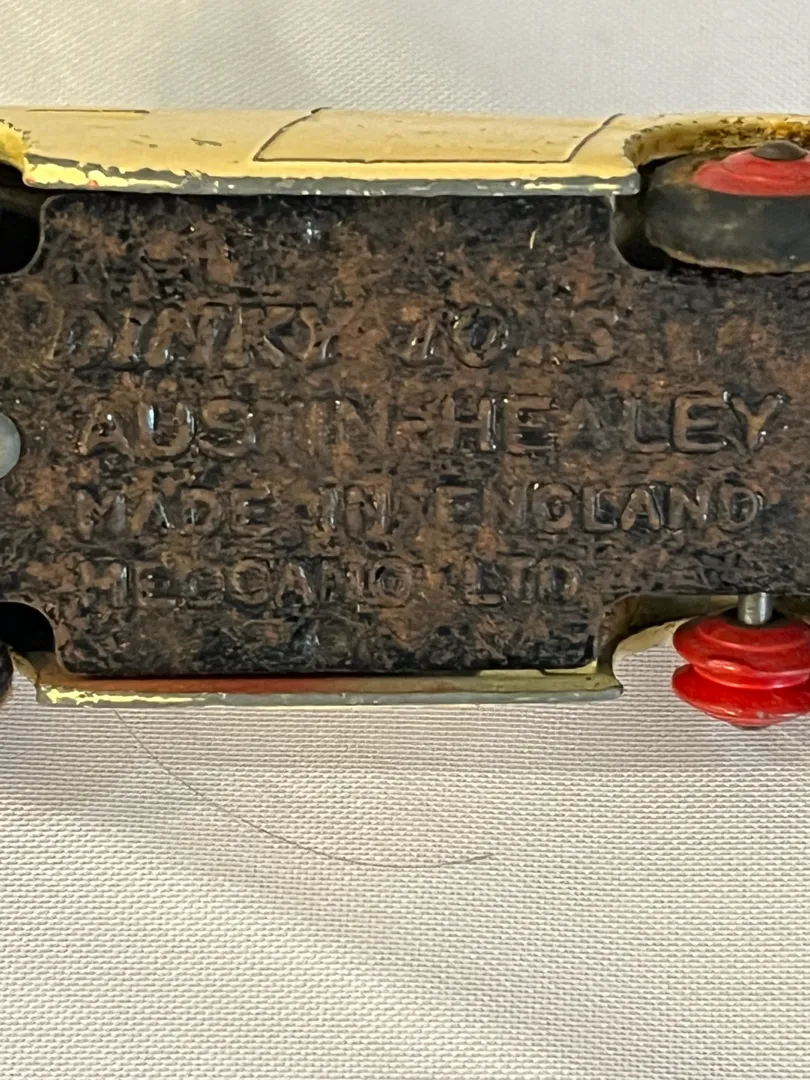 DINKY TOYS
AUSTIN-HEALEY
MADE IN ENGLAND
MECCANO LTD